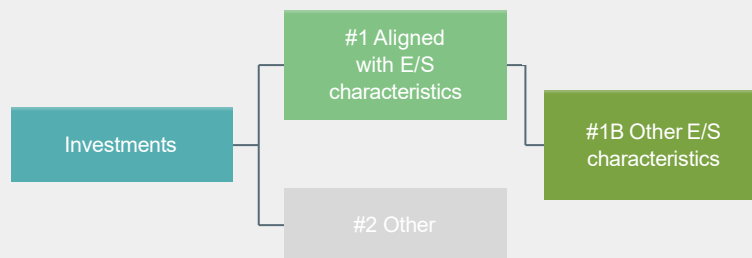 #1 Aligned
with E/S
characteristics
Investments
#1B Other E/S
characteristics
#2 Other